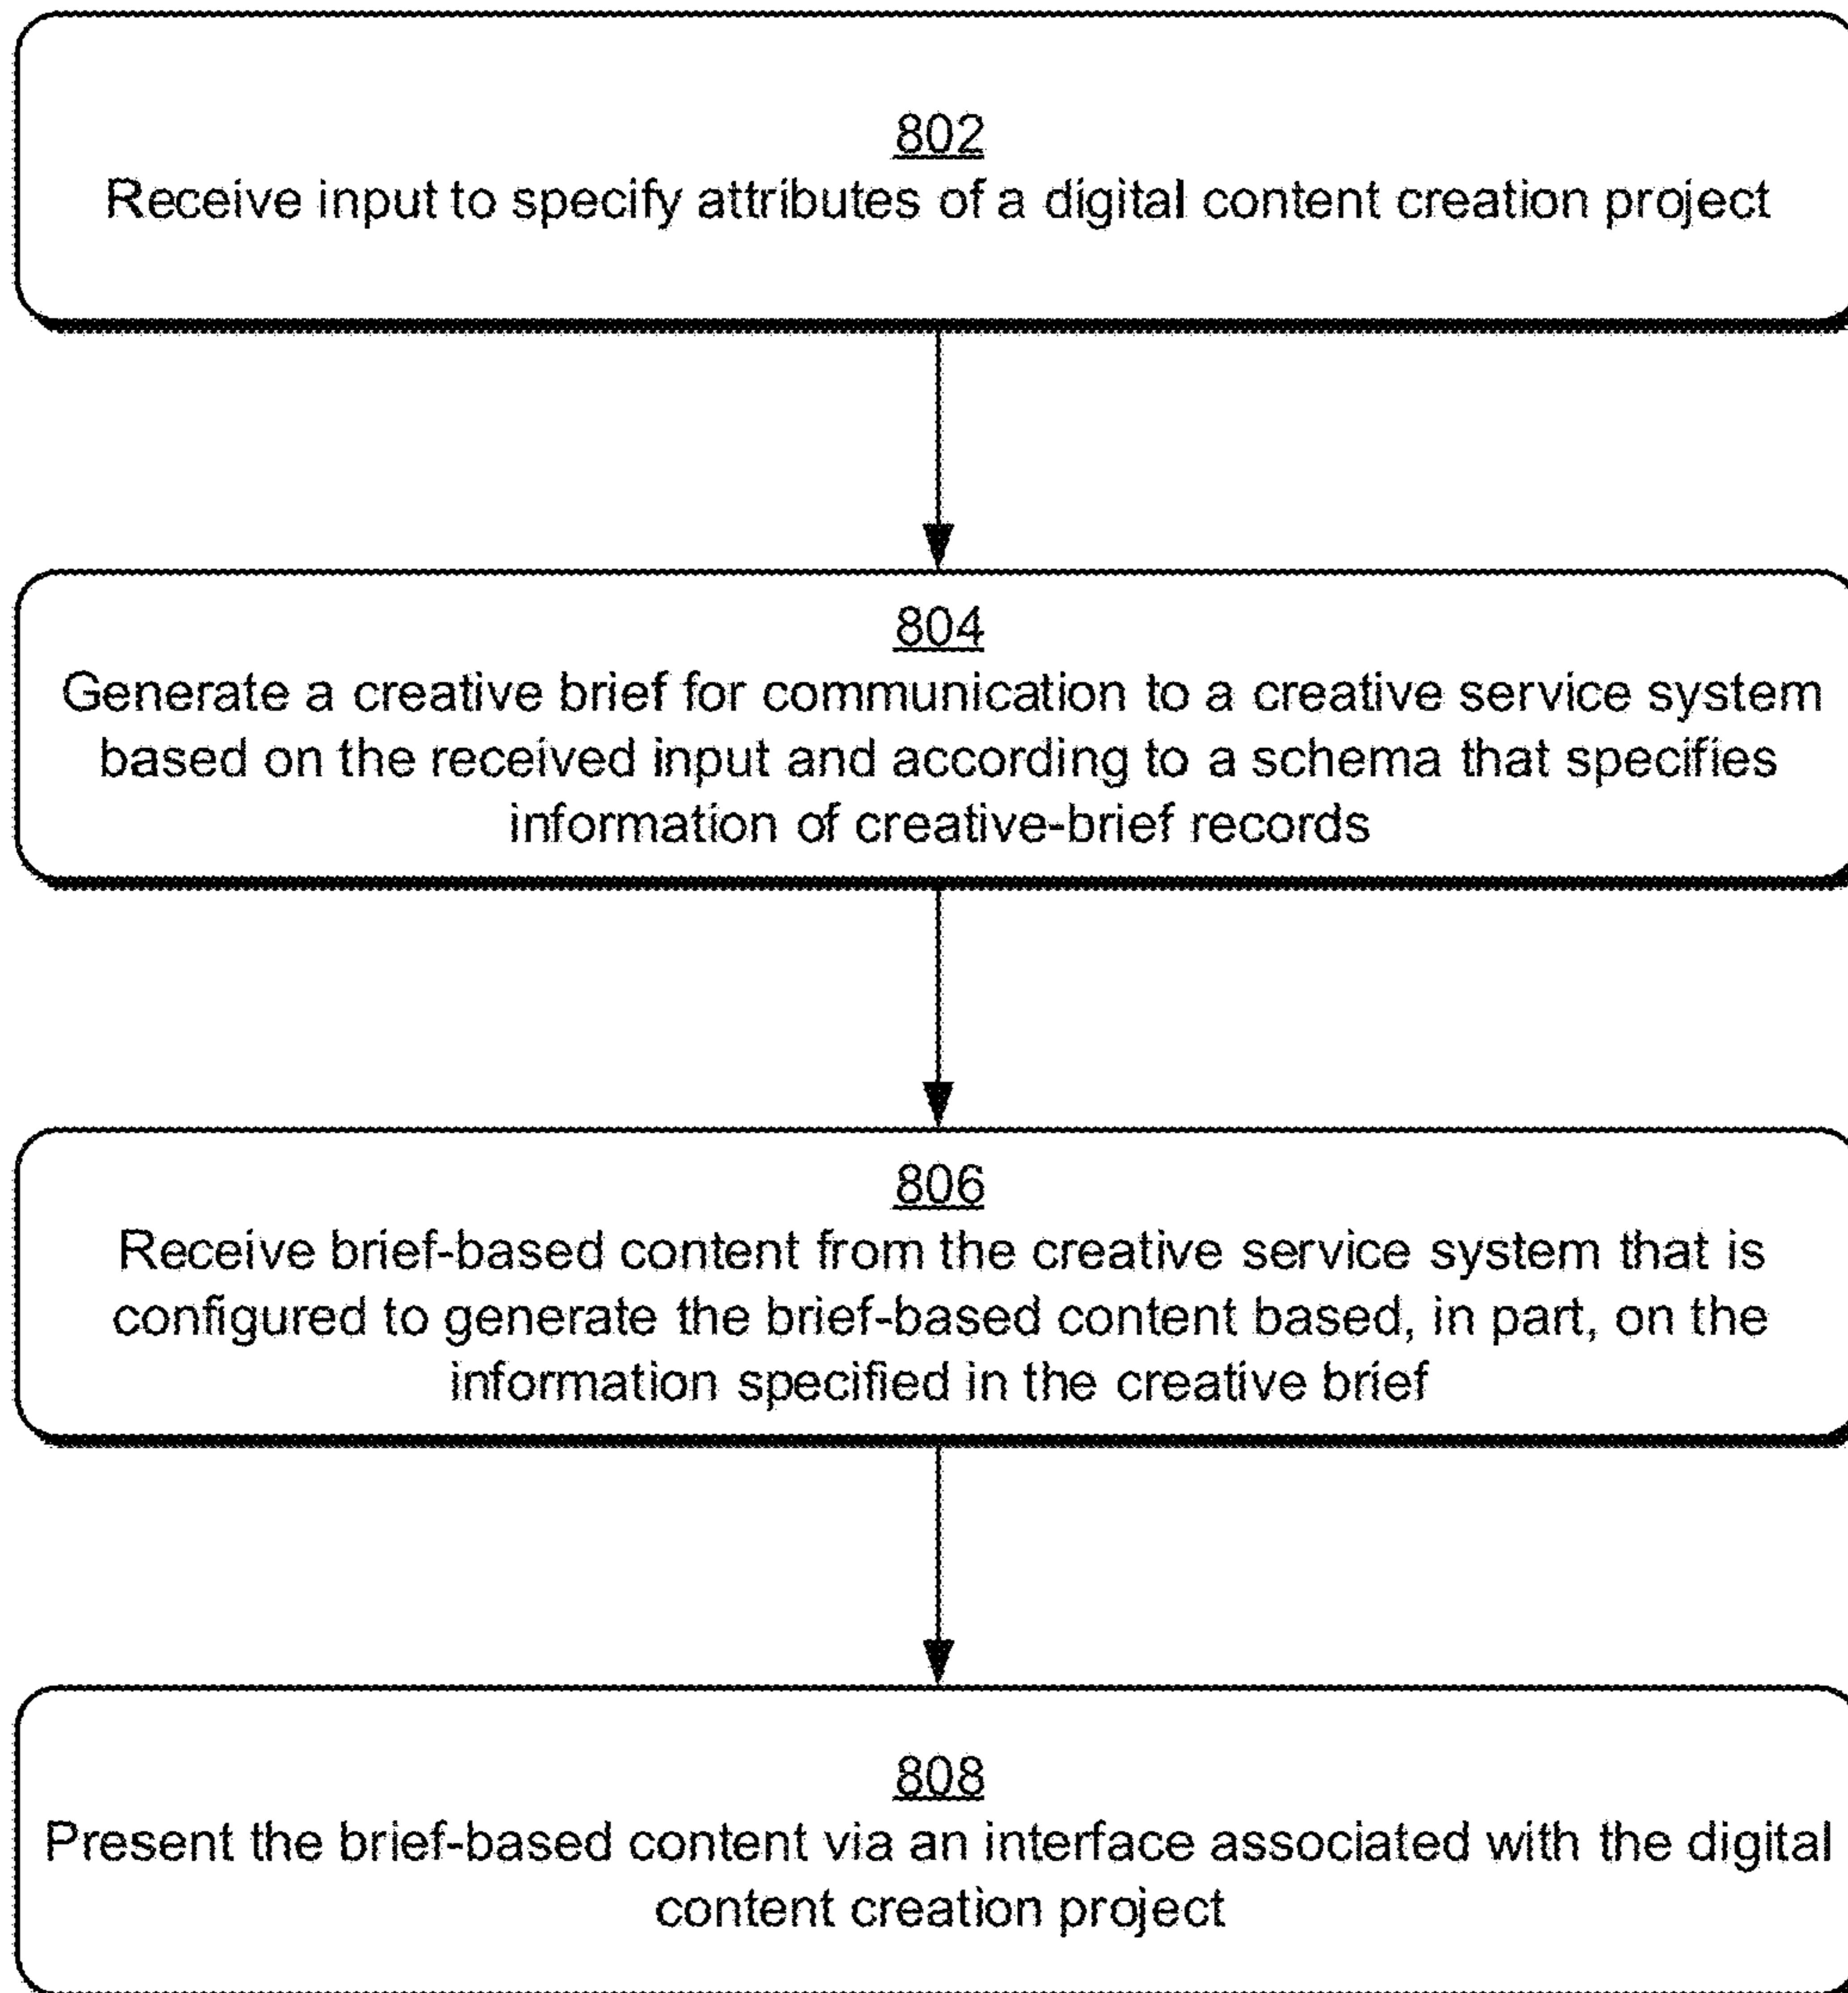 802
Receive input to specify attributes of a digital content creation project
804
Generate a creative brief for communication to a creative service system
based on the received input and according to a schema that specifies
information of creative-brief records
806
Receive brief-based content from the creative service system that is
configured to generate the brief-based content based, in part, on the
information specified in the creative brief
808
Present the brief-based content via an interface associated with the digital
content creation project